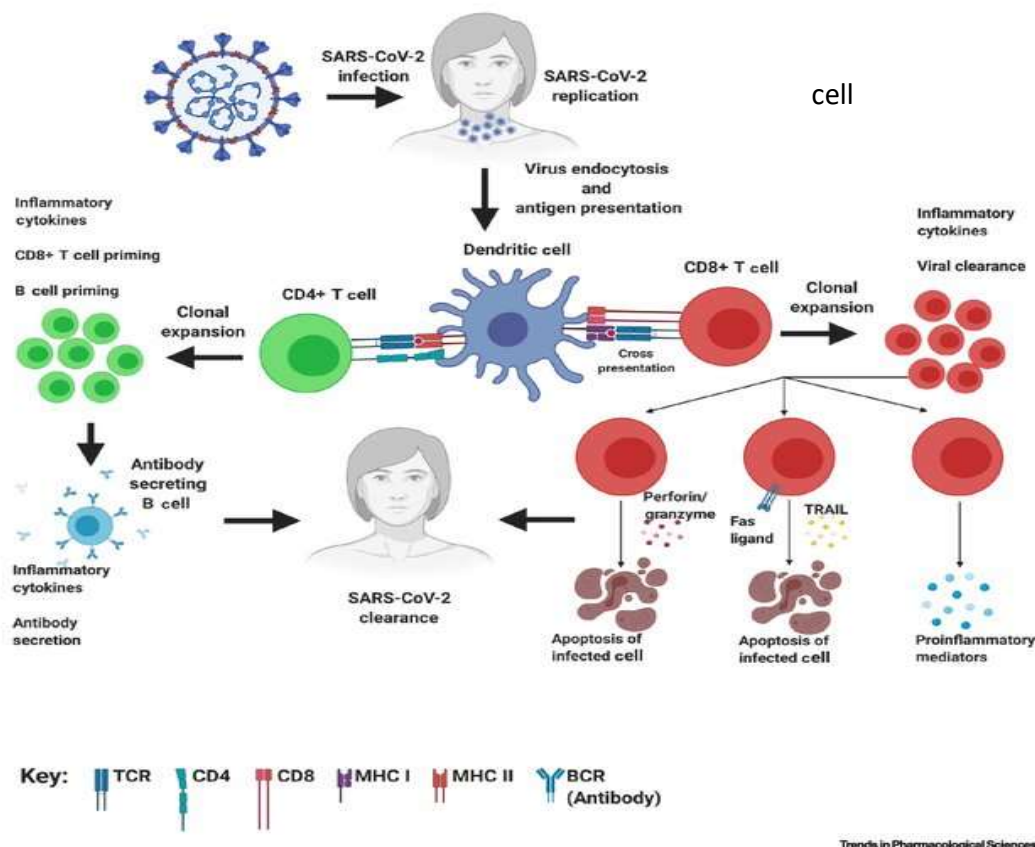 SARS-CoV-2
infection
SARS-CoV-2
replication
cell
Virus endocytosis
and
antigen presentation
Inflammatory
cytokines
CD8+ T cell priming
B cell priming
Clonal
expansion
CD4+ T cell
Dendritic cell
CD8+ T cell
Cross
presentation
Clonal
expansion
Inflammatory
cytokines
Viral clearance
Antibody
secreting
B cell
Inflammatory
cytokines
Antibody
secretion
SARS-CoV-2
clearance
Perforin/
granzyme
Fas
ligand
TRAIL
Apoptosis of
infected cell
Apoptosis of
infected cell
Proinflammatory
mediators
Key: TCR CD4 CD8 MHC I MHC II BCR
(Antibody)
Trends in Pharmacological Sciences